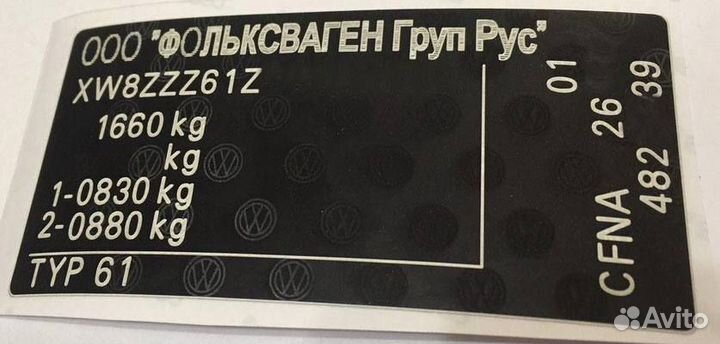 ООО "ФОЛЬКСВАГЕН Груп Рус"
XW8ZZZ61Z
1660 kg
kg
1-0830 kg
2-0880 kg
TYP 61
01
CFNA 26
482 39
Avito